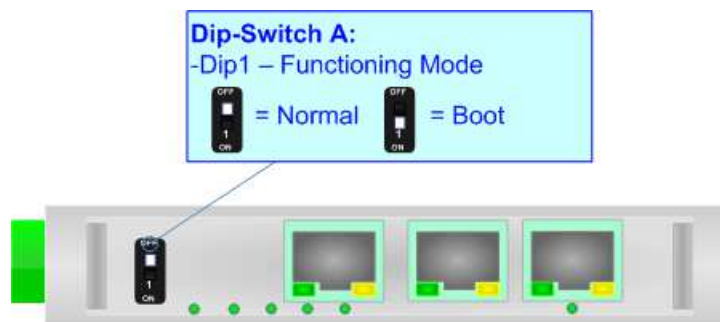 Dip-Switch A:
-Dip1 – Functioning Mode
OFF
1
ON
= Normal
OFF
1
ON
= Boot
OFF
1
ON